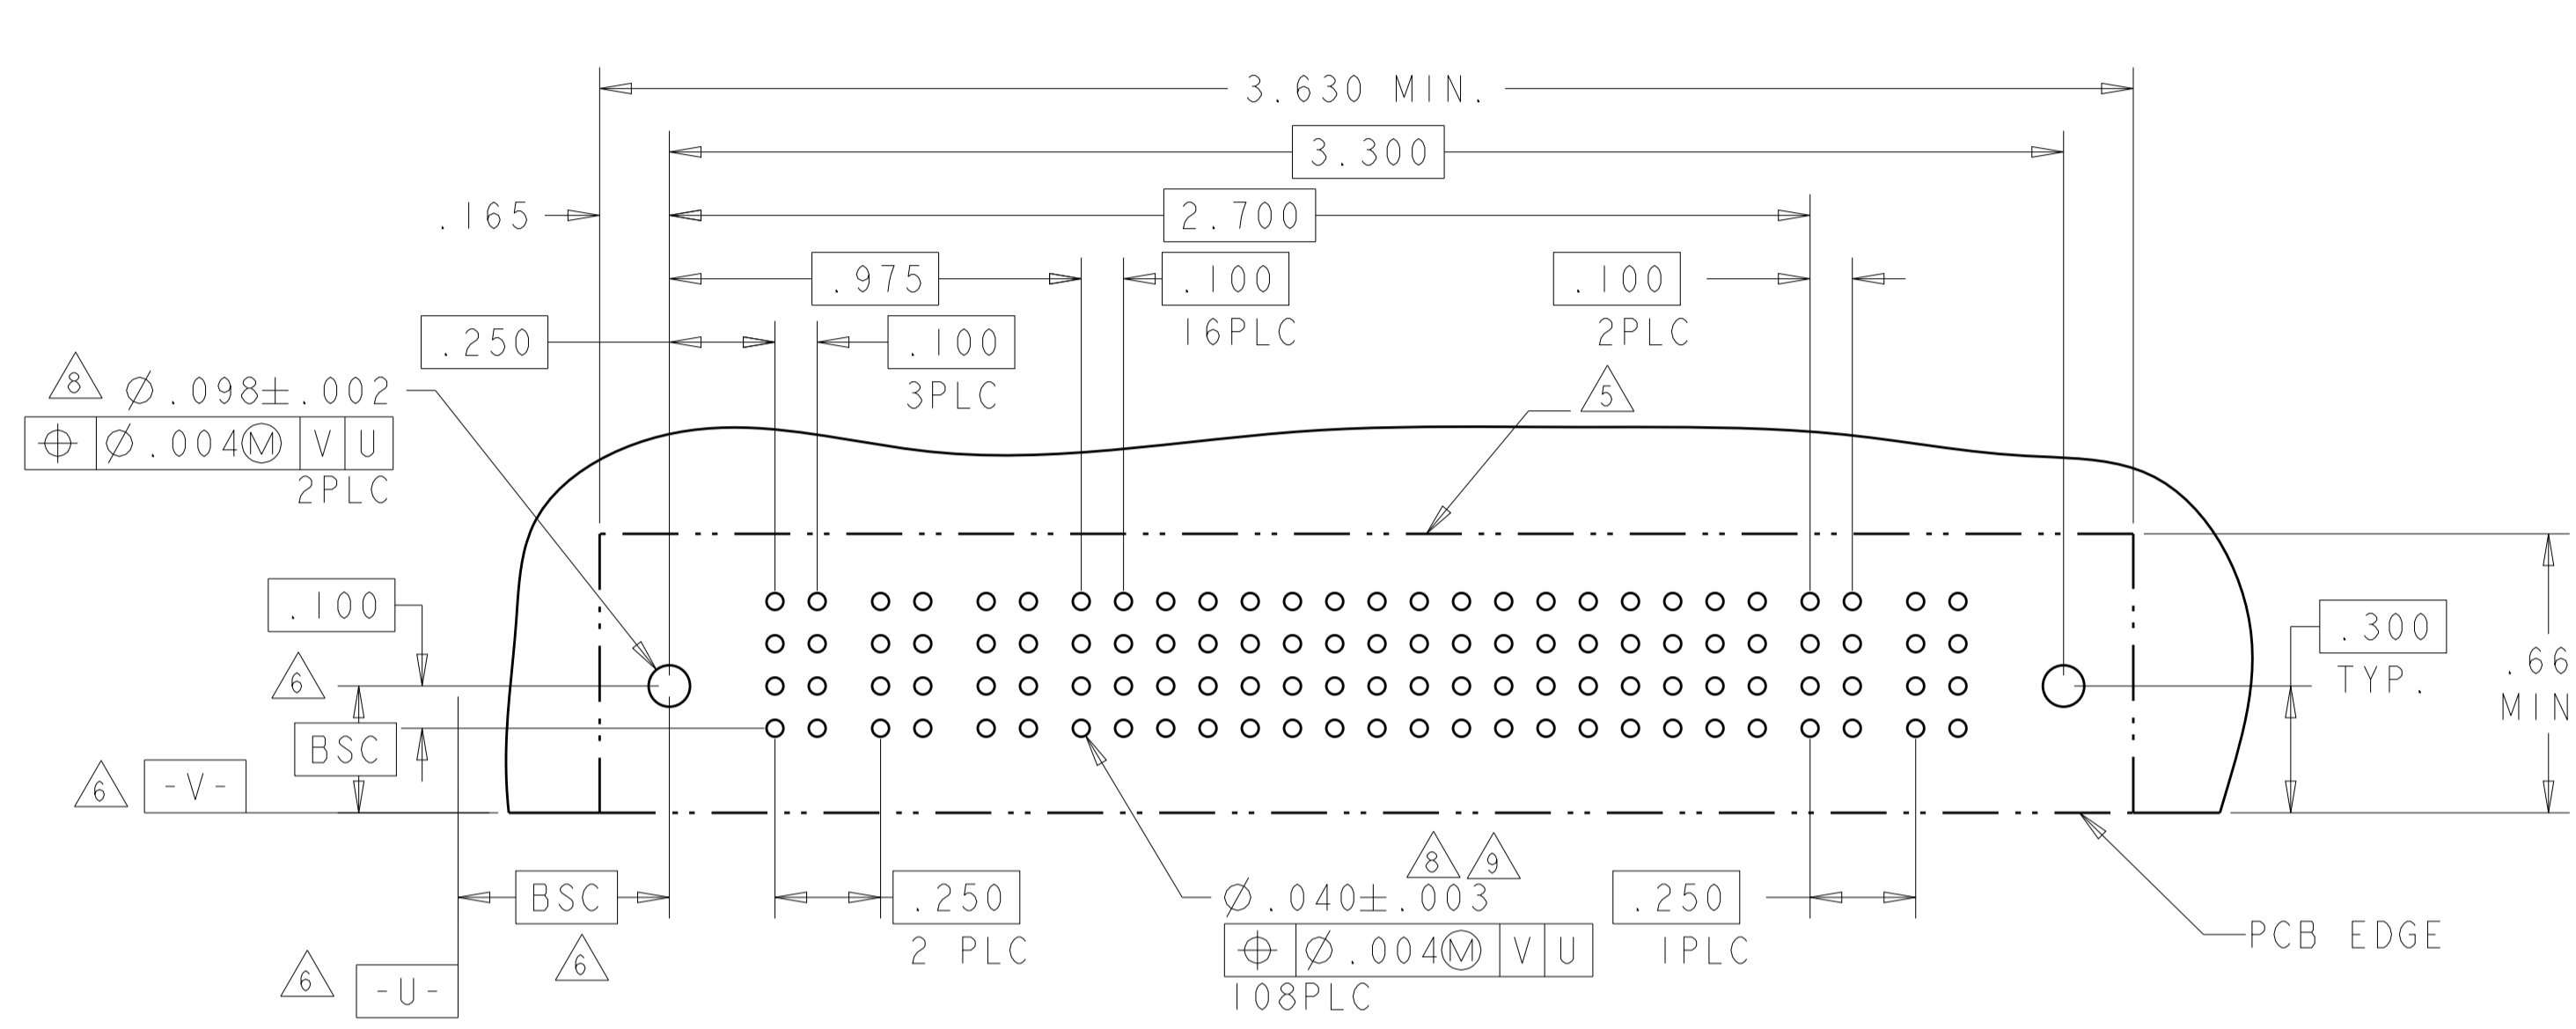 3.630 MIN.
3.300
.165
2.700
.975
.100
16PLC
.100
2PLC
.250
.100
3PLC
8 Ø.098±.002
⌖ Ø.004Ⓜ V U
2PLC
5
.100
6
BSC
6 -V-
.300
TYP.
.66
MIN
BSC
6
6 -U-
.250
2 PLC
8 9
Ø.040±.003
⌖ Ø.004Ⓜ V U
108PLC
.250
1PLC
PCB EDGE